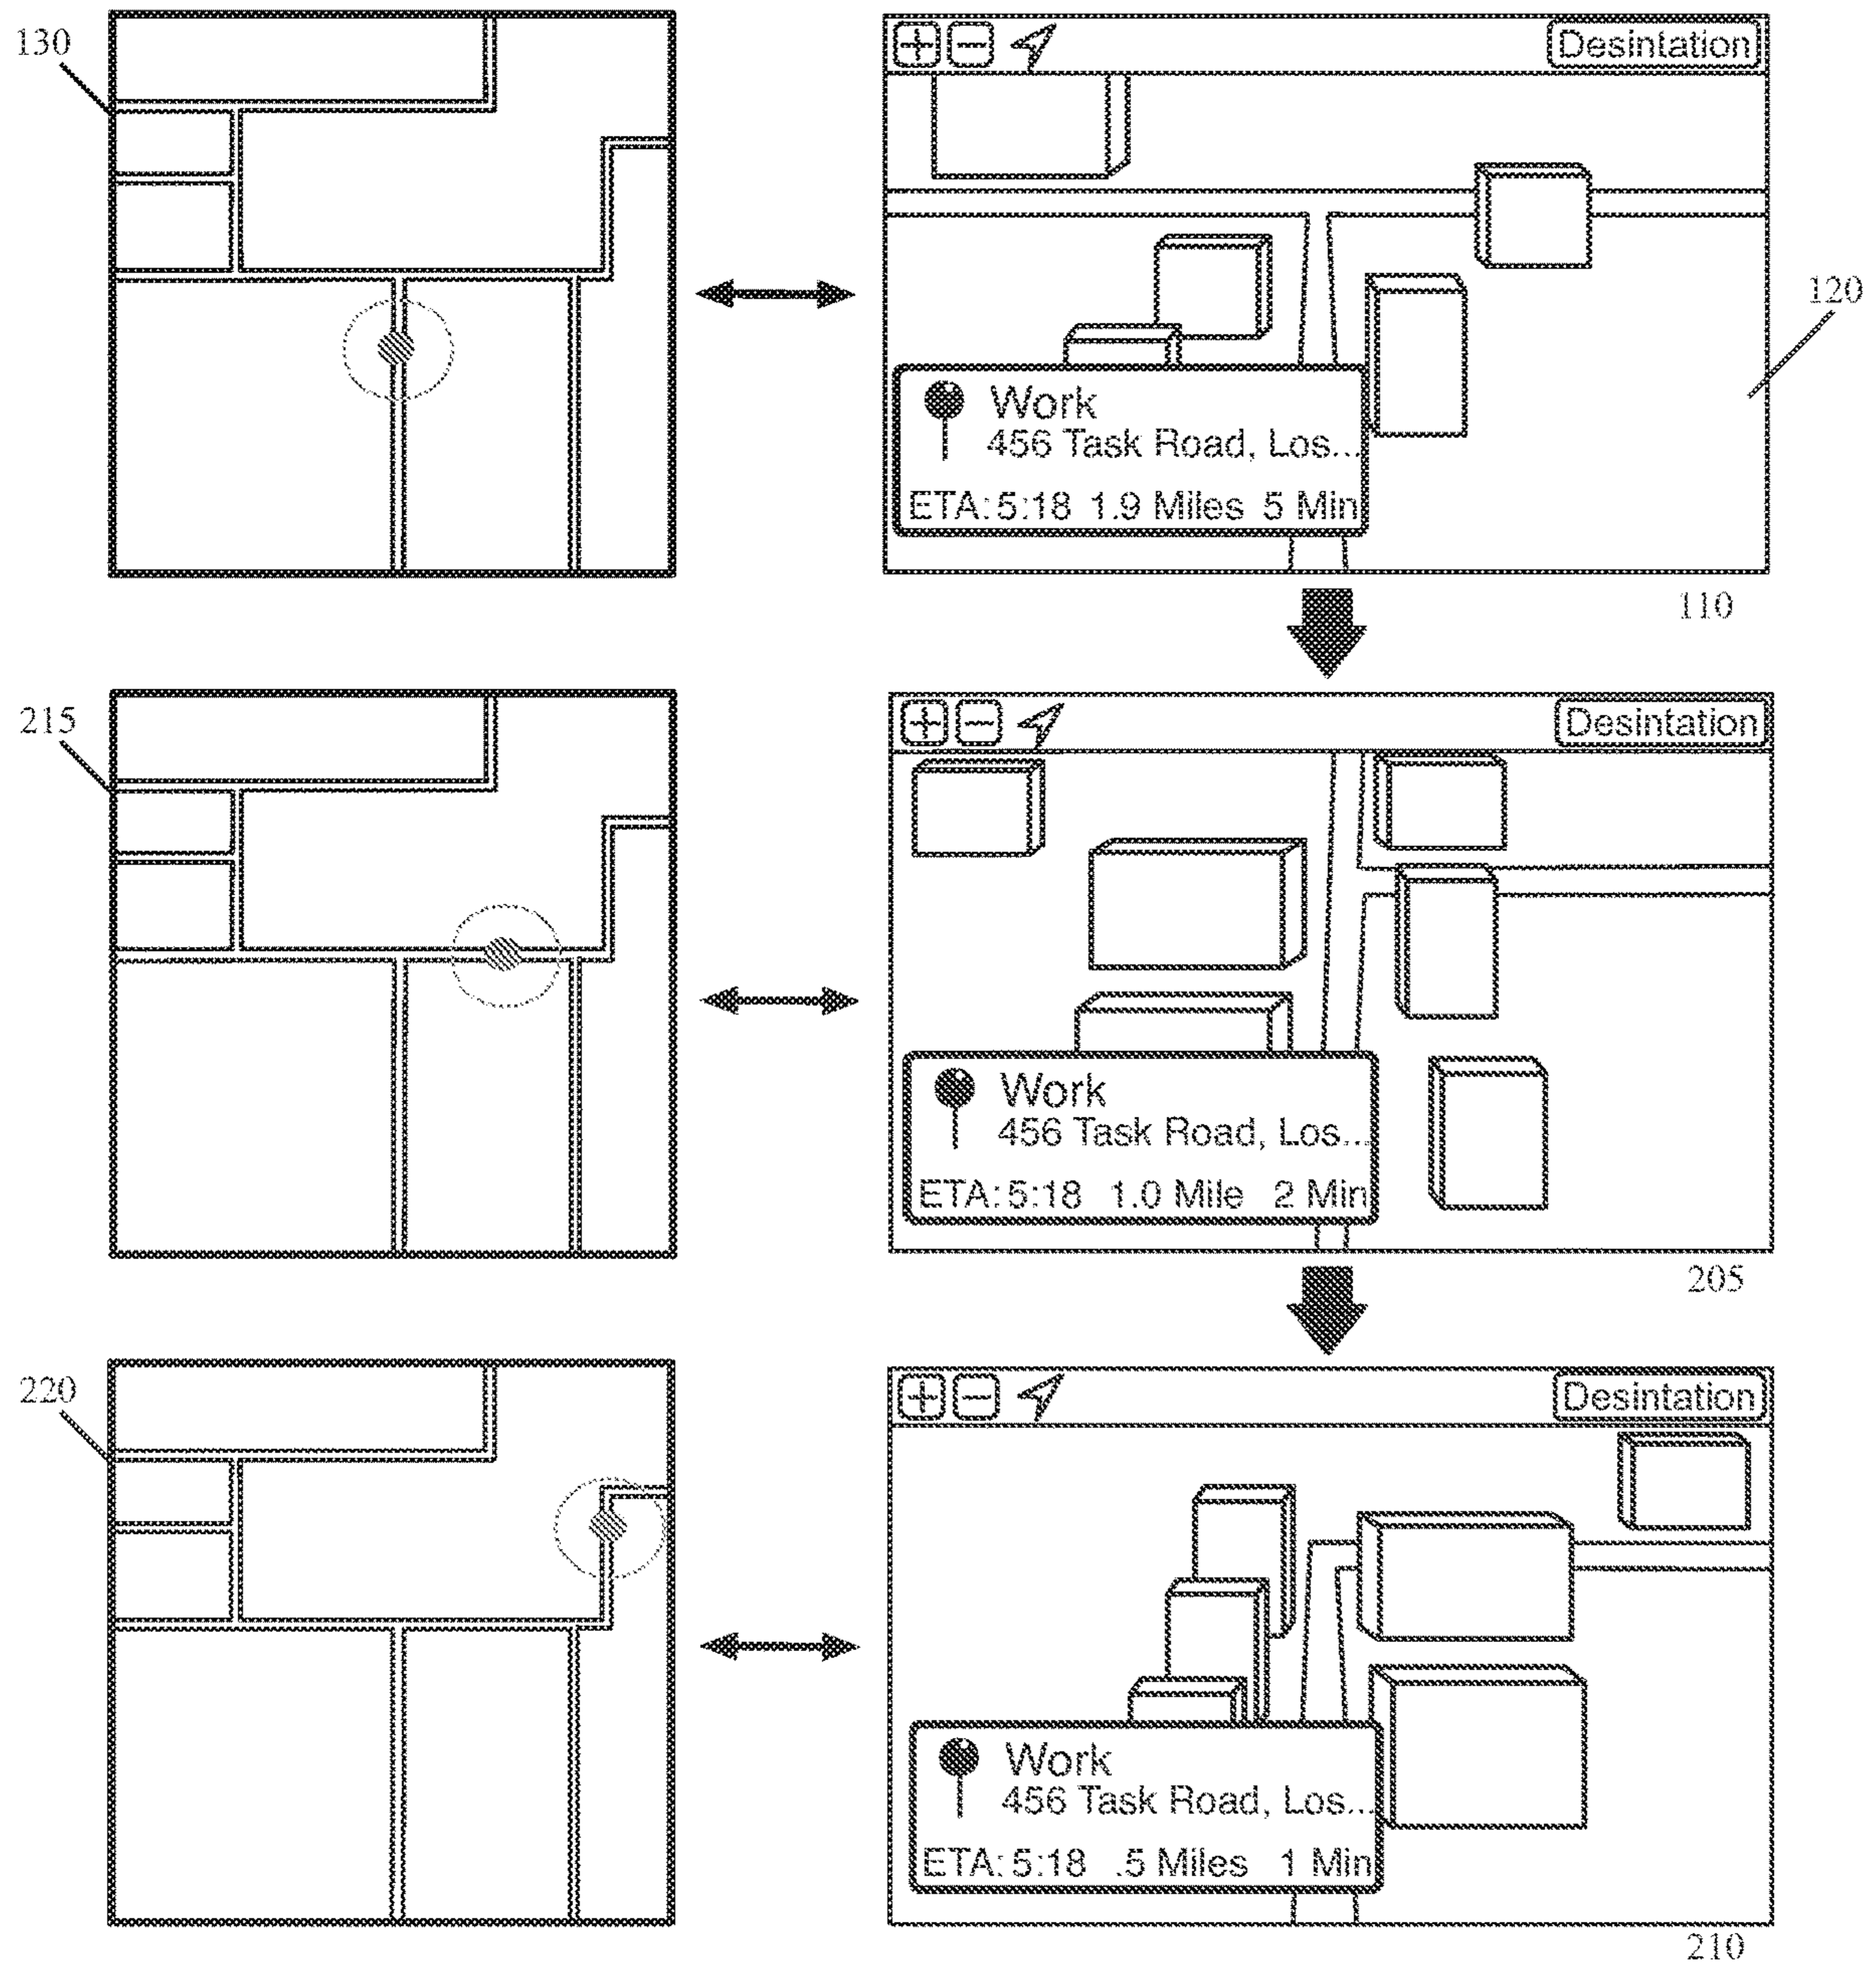 130
Desintation
120
Work
456 Task Road, Los...
ETA: 5:18 1.9 Miles 5 Min
110
215
Desintation
Work
456 Task Road, Los...
ETA: 5:18 1.0 Mile 2 Min
205
220
Desintation
Work
456 Task Road, Los...
ETA: 5:18 .5 Miles 1 Min
210